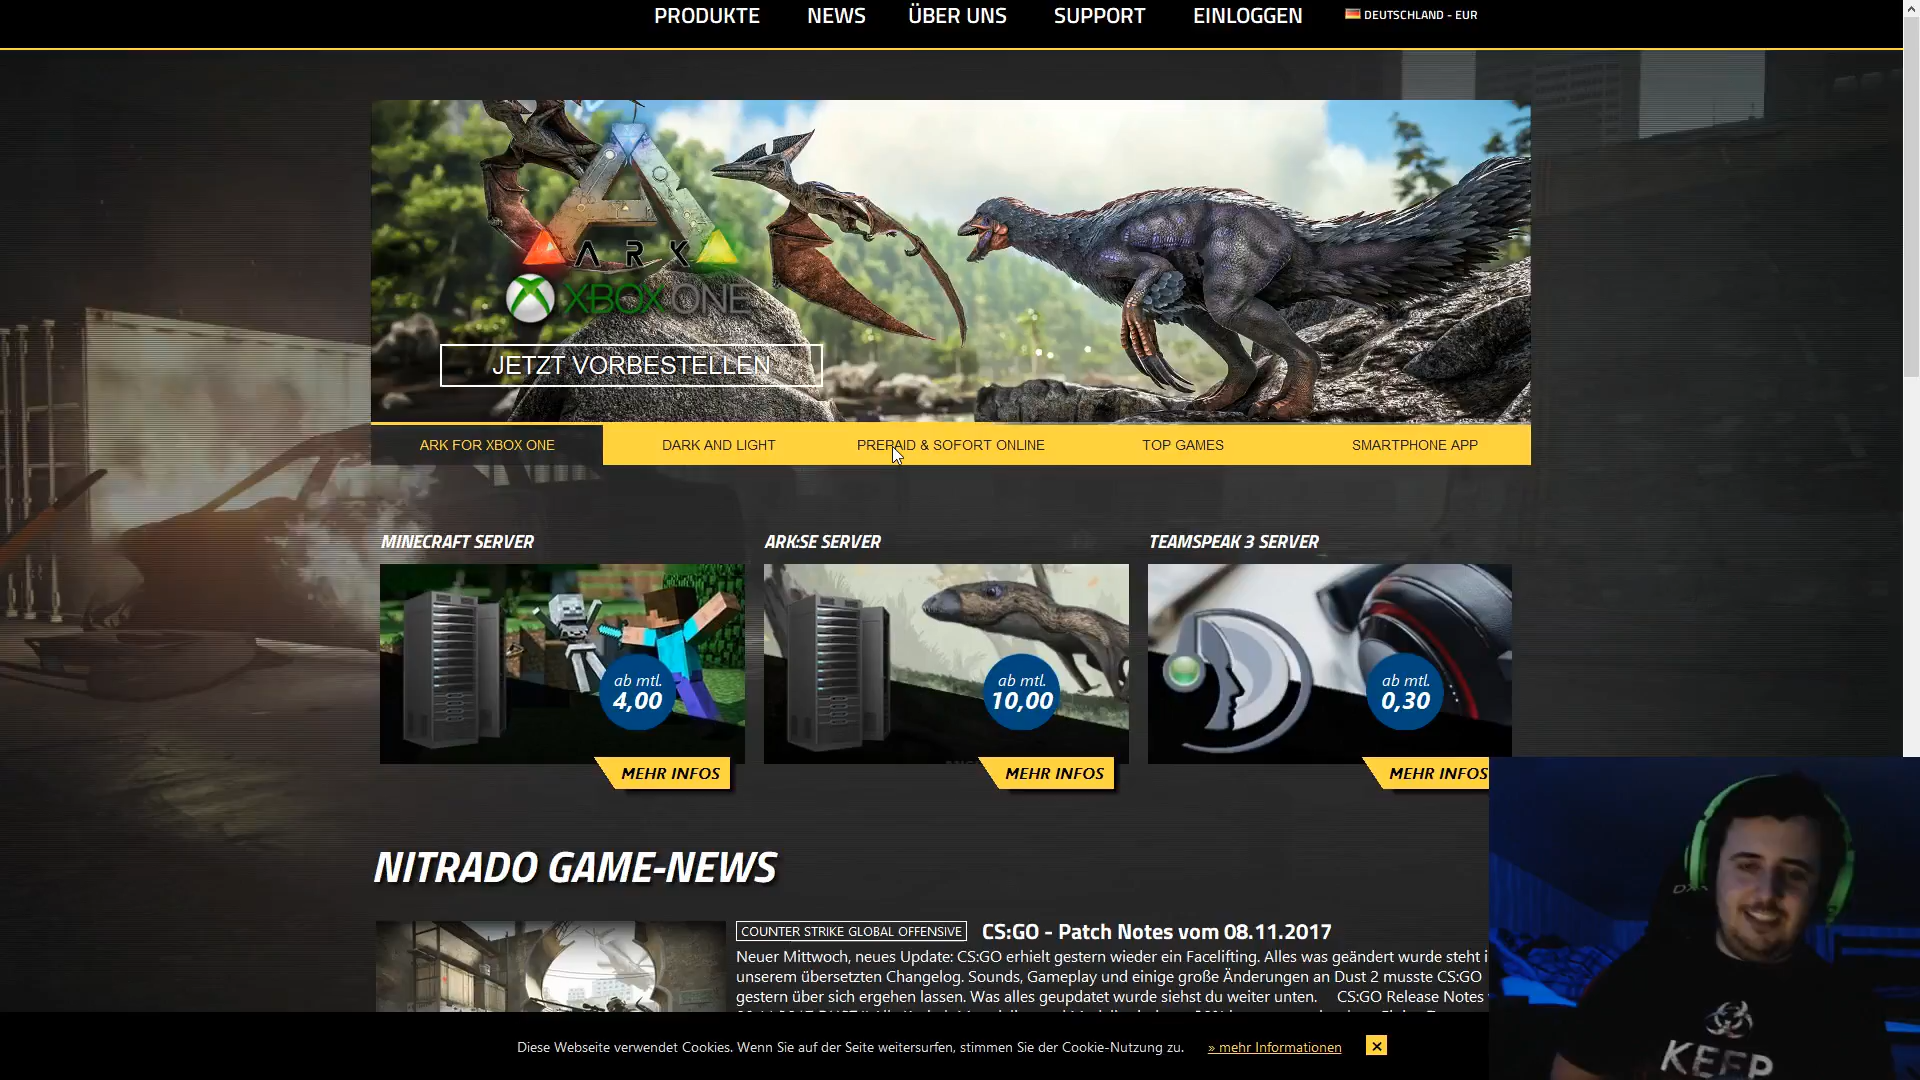 PRODUKTE NEWS ÜBER UNS SUPPORT EINLOGGEN DEUTSCHLAND - EUR
ARK
XBOX ONE
JETZT VORBESTELLEN
ARK FOR XBOX ONE DARK AND LIGHT PREPAID & SOFORT ONLINE TOP GAMES SMARTPHONE APP
MINECRAFT SERVER ARK:SE SERVER TEAMSPEAK 3 SERVER
ab mtl. ab mtl. ab mtl.
4,00 10,00 0,30
MEHR INFOS MEHR INFOS MEHR INFOS
NITRADO GAME-NEWS
COUNTER STRIKE GLOBAL OFFENSIVE CS:GO - Patch Notes vom 08.11.2017
Neuer Mittwoch, neues Update: CS:GO erhielt gestern wieder ein Facelifting. Alles was geändert wurde steht i
unserem übersetzten Changelog. Sounds, Gameplay und einige große Änderungen an Dust 2 musste CS:GO
gestern über sich ergehen lassen. Was alles geupdatet wurde siehst du weiter unten. CS:GO Release Notes
Diese Webseite verwendet Cookies. Wenn Sie auf der Seite weitersurfen, stimmen Sie der Cookie-Nutzung zu. » mehr Informationen
KEEP